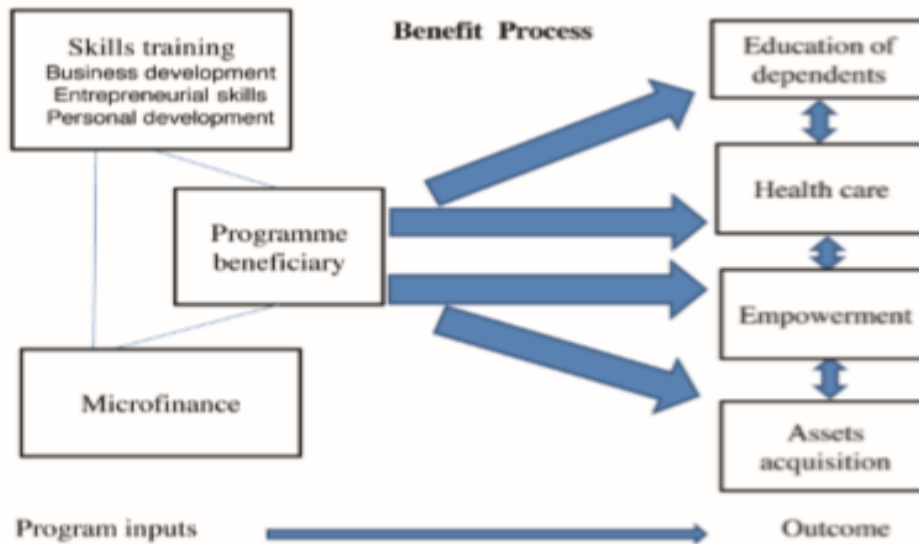 Benefit Process
Skills training
Business development
Entrepreneurial skills
Personal development
Programme
beneficiary
Microfinance
Education of
dependents
Health care
Empowerment
Assets
acquisition
Program inputs
Outcome